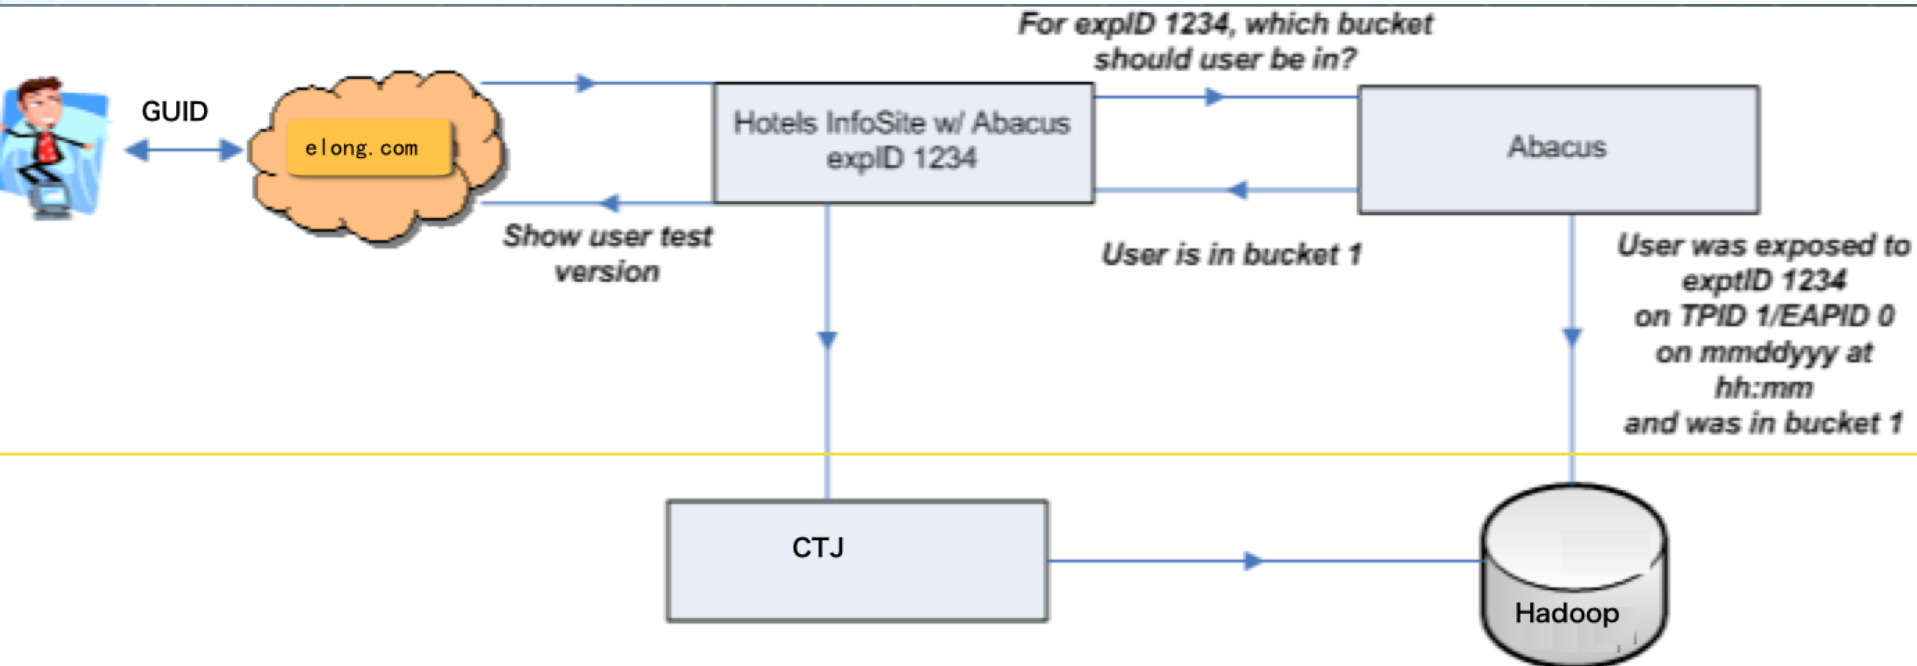 For expID 1234, which bucket
should user be in?
GUID
elong.com
Hotels InfoSite w/ Abacus
expID 1234
Abacus
Show user test
version
User is in bucket 1
User was exposed to
exptID 1234
on TPID 1/EAPID 0
on mmddyyy at
hh:mm
and was in bucket 1
CTJ
Hadoop